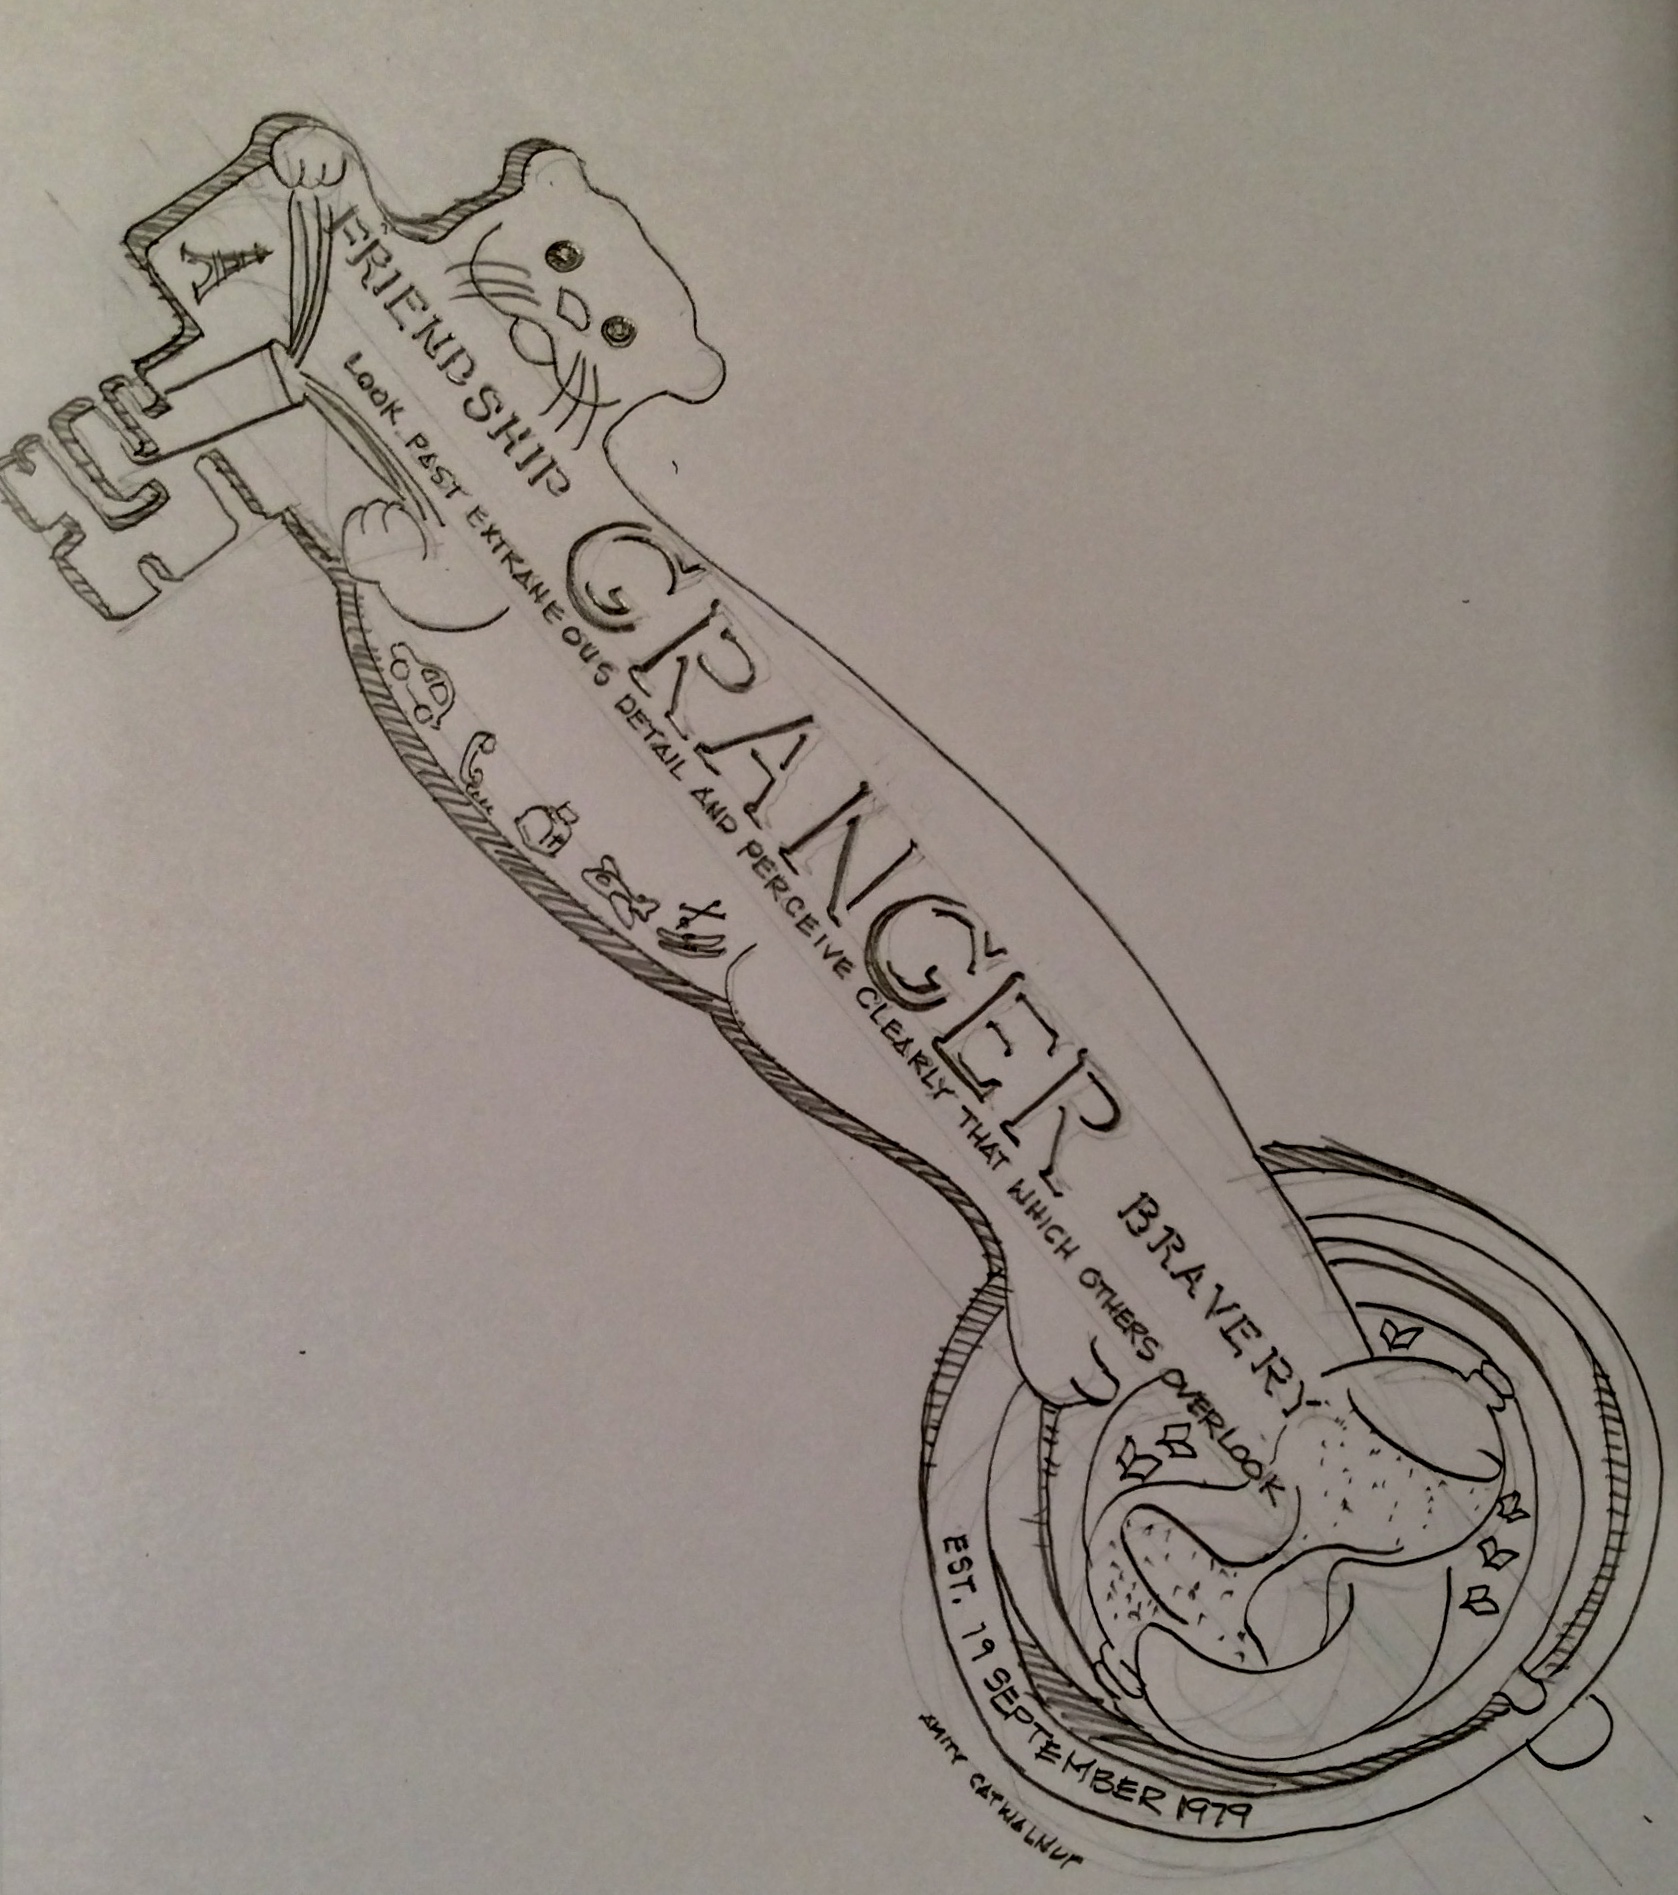 FRIENDSHIP GRANGER BRAVERY
LOOK PAST EXTRANEOUS DETAIL AND PERCEIVE CLEARLY THAT WHICH OTHERS OVERLOOK
EST. 19 SEPTEMBER 1979
AMITY CATWALNUT